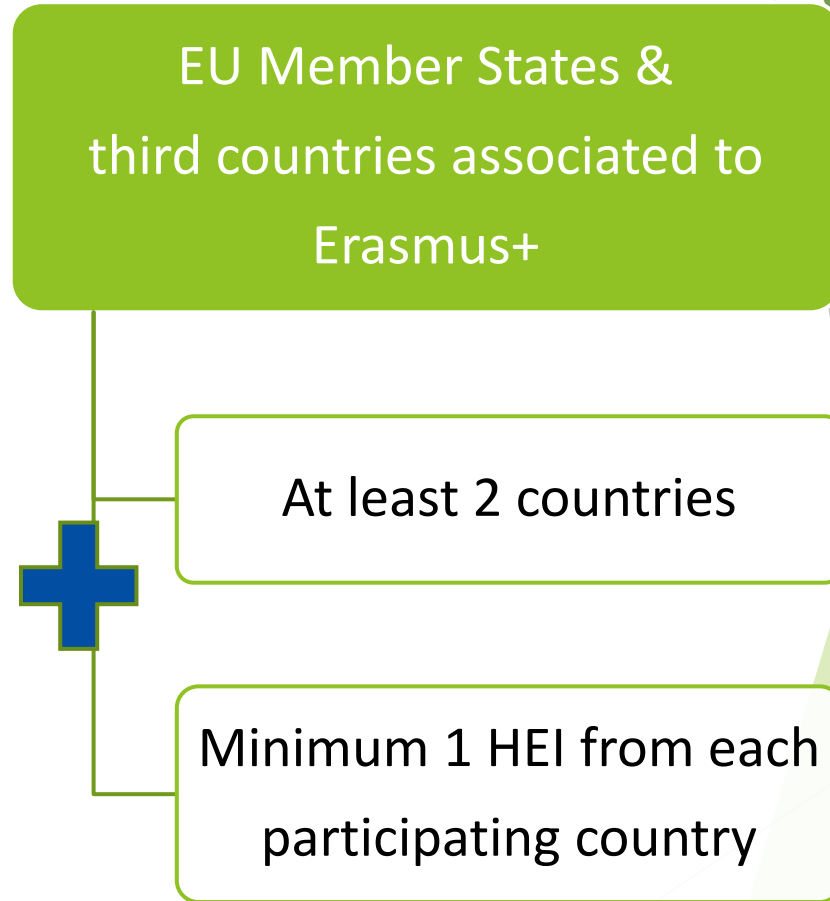 EU Member States &
third countries associated to
Erasmus+
At least 2 countries
Minimum 1 HEI from each
participating country